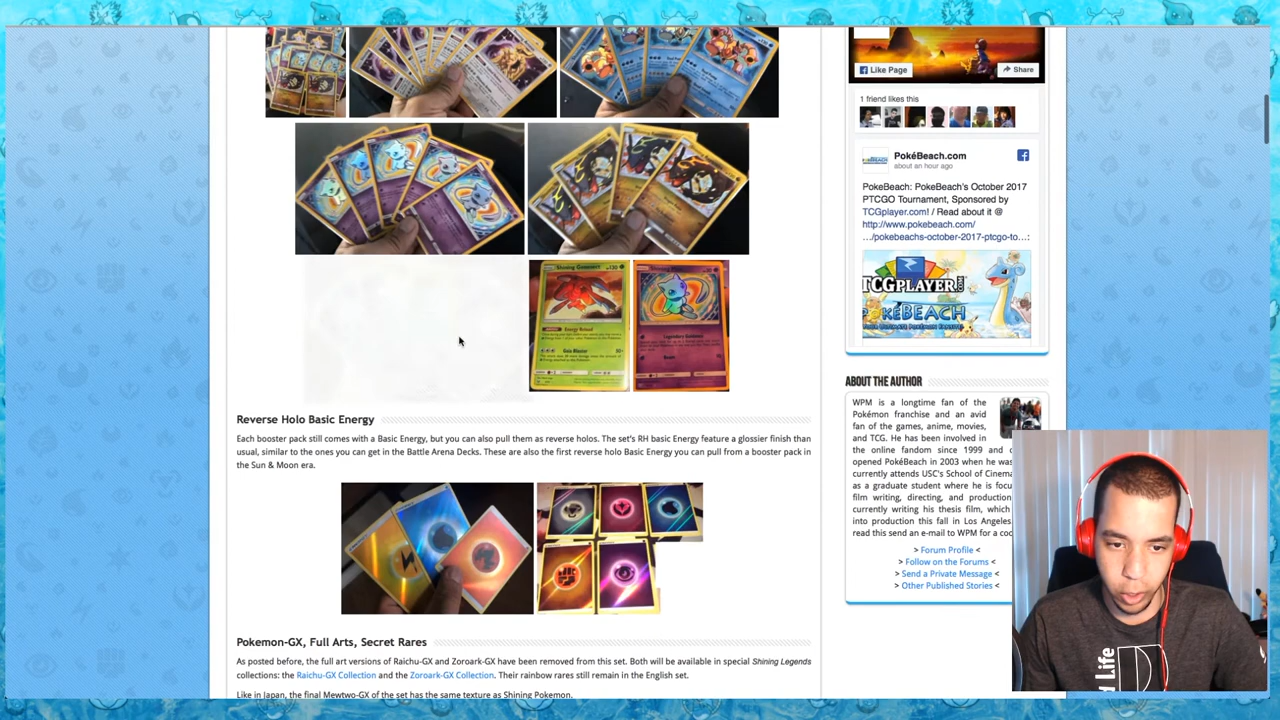 Like Page
Share
1 friend likes this
PokéBeach.com
about an hour ago
PokeBeach: PokeBeach's October 2017
PTCGO Tournament, Sponsored by
TCGplayer.com! / Read about it @
http://www.pokebeach.com/
…/pokebeachs-october-2017-ptcgo-to…:
TCGPLAYER
POKÉBEACH
ABOUT THE AUTHOR
WPM is a longtime fan of the
Pokémon franchise and an avid
fan of the games, anime, movies,
and TCG. He has been involved in
the online fandom since 1999 and
opened PokéBeach in 2003 when he was
currently attends USC's School of Cinema
as a graduate student where he is focu
film writing, directing, and production
currently writing his thesis film, which
into production this fall in Los Angeles.
read this send an e-mail to WPM for a coo
> Forum Profile <
> Follow on the Forums <
> Send a Private Message <
> Other Published Stories <
Shining Genesect
Energy Reload
Gaia Blaster
Legendary Guidance
Beam
Reverse Holo Basic Energy
Each booster pack still comes with a Basic Energy, but you can also pull them as reverse holos. The set's RH basic Energy feature a glossier finish than
usual, similar to the ones you can get in the Battle Arena Decks. These are also the first reverse holo Basic Energy you can pull from a booster pack in
the Sun & Moon era.
Pokemon-GX, Full Arts, Secret Rares
As posted before, the full art versions of Raichu-GX and Zoroark-GX have been removed from this set. Both will be available in special Shining Legends
collections: the Raichu-GX Collection and the Zoroark-GX Collection. Their rainbow rares still remain in the English set.
Like in Japan, the final Mewtwo-GX of the set has the same texture as Shining Pokemon.
Life